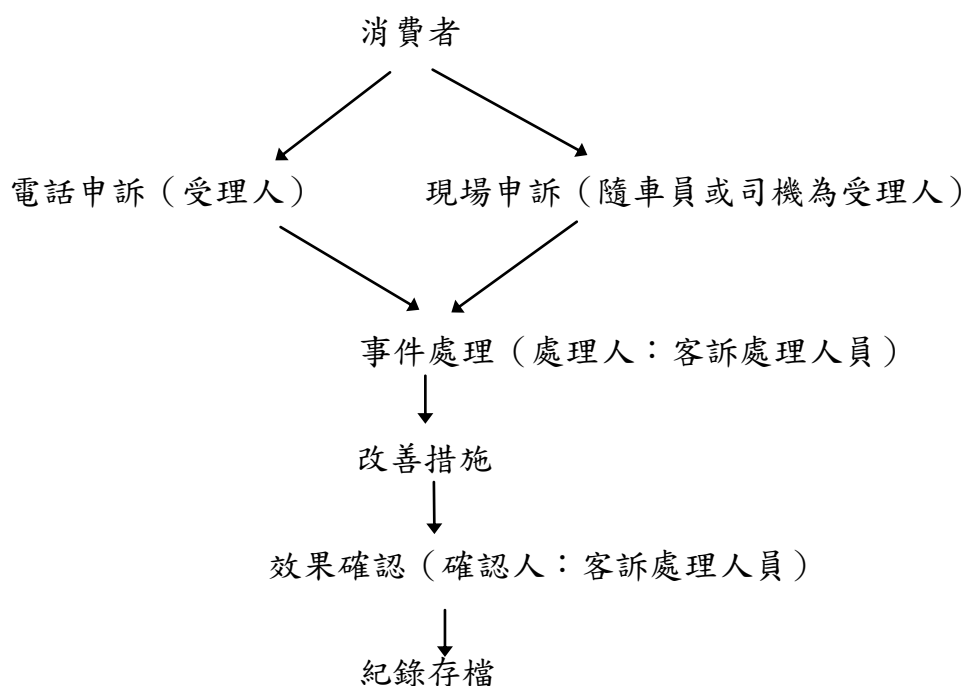 消費者
電話申訴（受理人） 現場申訴（隨車員或司機為受理人）
事件處理（處理人：客訴處理人員）
改善措施
效果確認（確認人：客訴處理人員）
紀錄存檔